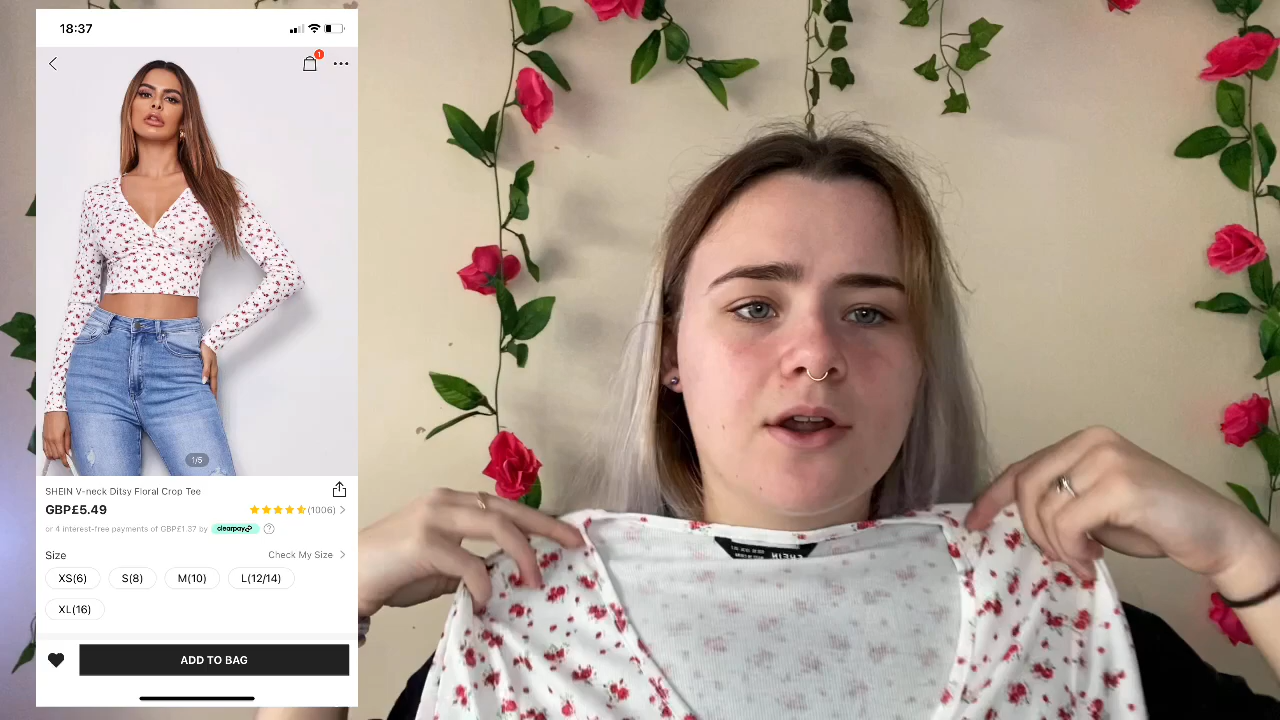 18:37
1
1/5
SHEIN V-neck Ditsy Floral Crop Tee
GBP£5.49
(1006)
or 4 interest-free payments of GBP£1.37 by clearpay
?
Size
Check My Size
XS(6)
S(8)
M(10)
L(12/14)
XL(16)
ADD TO BAG
SHEIN